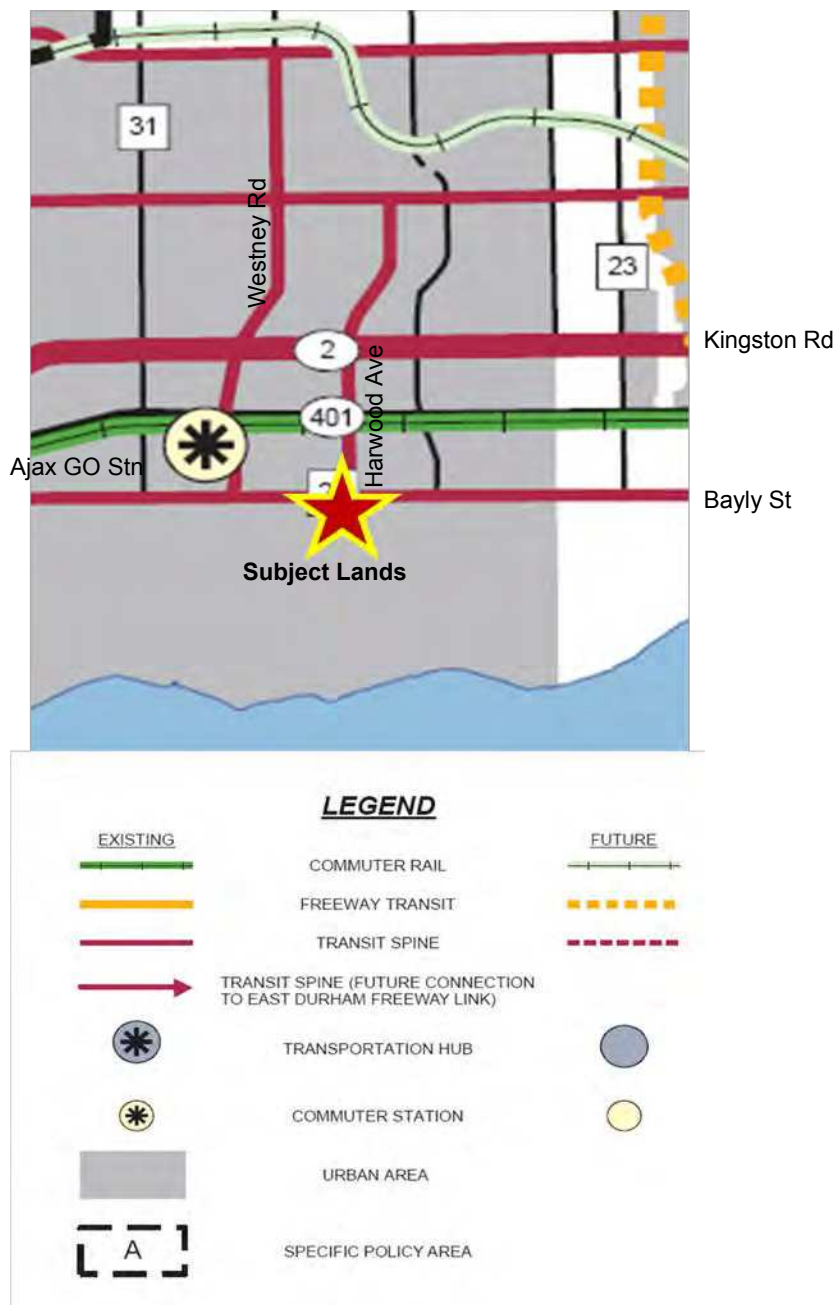 31
Westney Rd
23
2
Kingston Rd
Harwood Ave
401
Ajax GO Stn
Bayly St
Subject Lands
LEGEND
EXISTING
FUTURE
COMMUTER RAIL
FREEWAY TRANSIT
TRANSIT SPINE
TRANSIT SPINE (FUTURE CONNECTION
TO EAST DURHAM FREEWAY LINK)
TRANSPORTATION HUB
COMMUTER STATION
URBAN AREA
A
SPECIFIC POLICY AREA